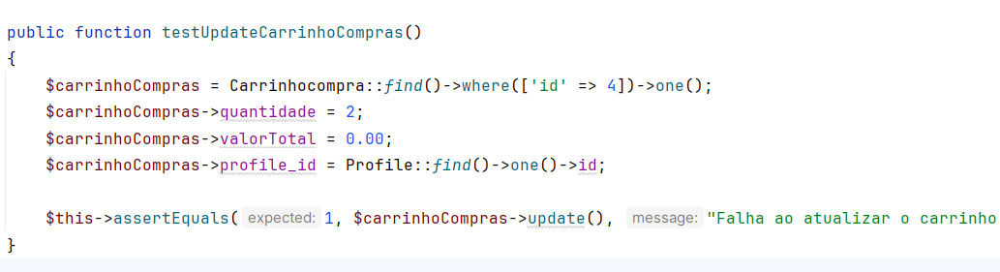 public function testUpdateCarrinhoCompras()
{
$carrinhoCompras = Carrinhocompra::find()->where(['id' => 4])->one();
$carrinhoCompras->quantidade = 2;
$carrinhoCompras->valorTotal = 0.00;
$carrinhoCompras->profile_id = Profile::find()->one()->id;
$this->assertEquals( expected: 1, $carrinhoCompras->update(), message: "Falha ao atualizar o carrinho
}